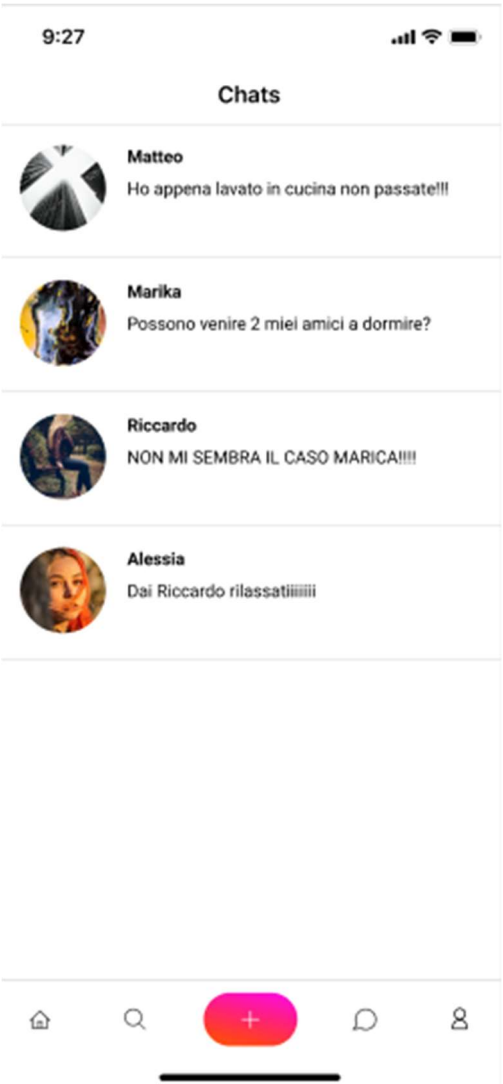 9:27
Chats
Matteo
Ho appena lavato in cucina non passate!!!
Marika
Possono venire 2 miei amici a dormire?
Riccardo
NON MI SEMBRA IL CASO MARICA!!!!
Alessia
Dai Riccardo rilassatiiiiiiii